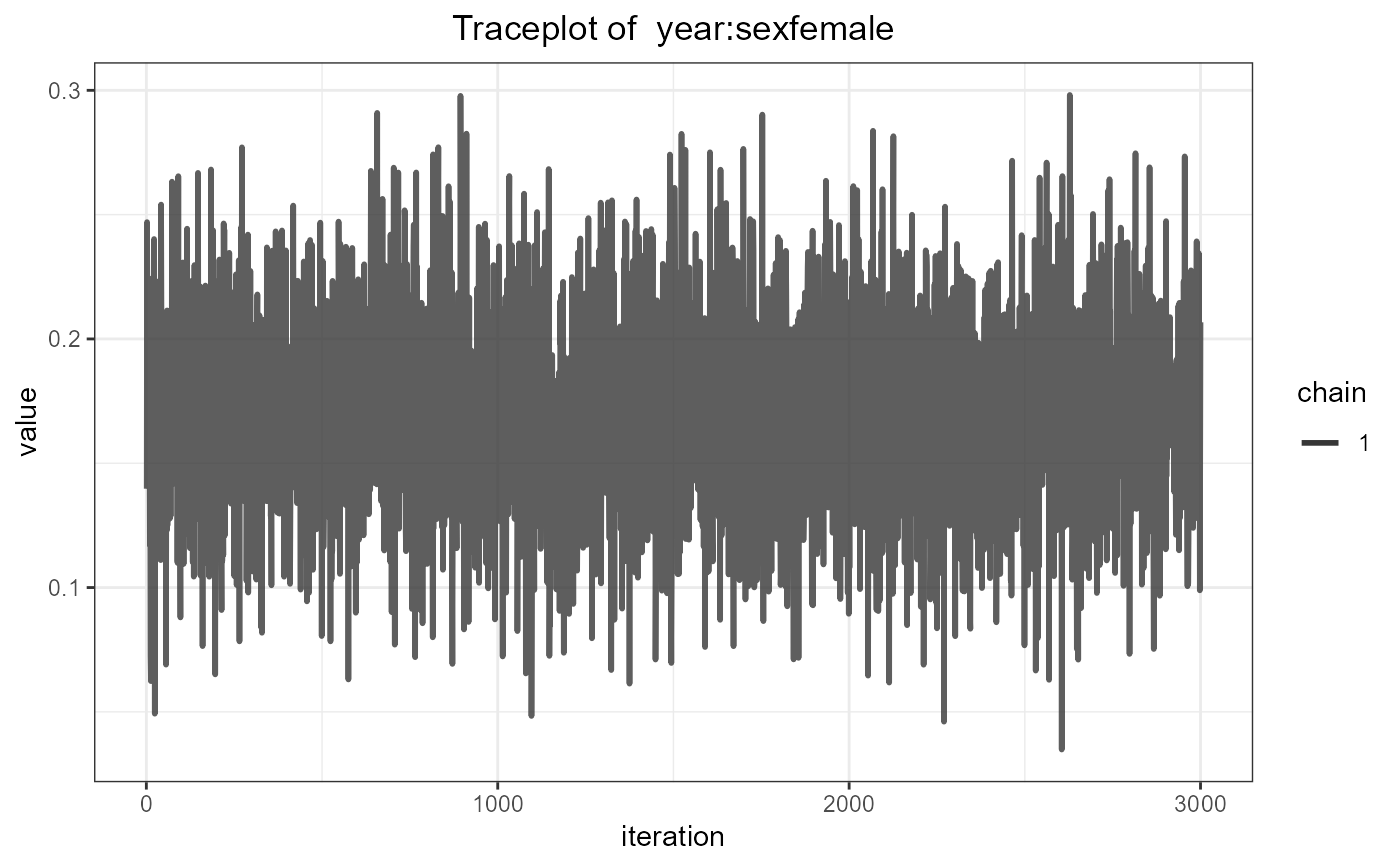 Traceplot of  year:sexfemale
0.3
0.2
0.1
value
0
1000
2000
3000
iteration
chain
1